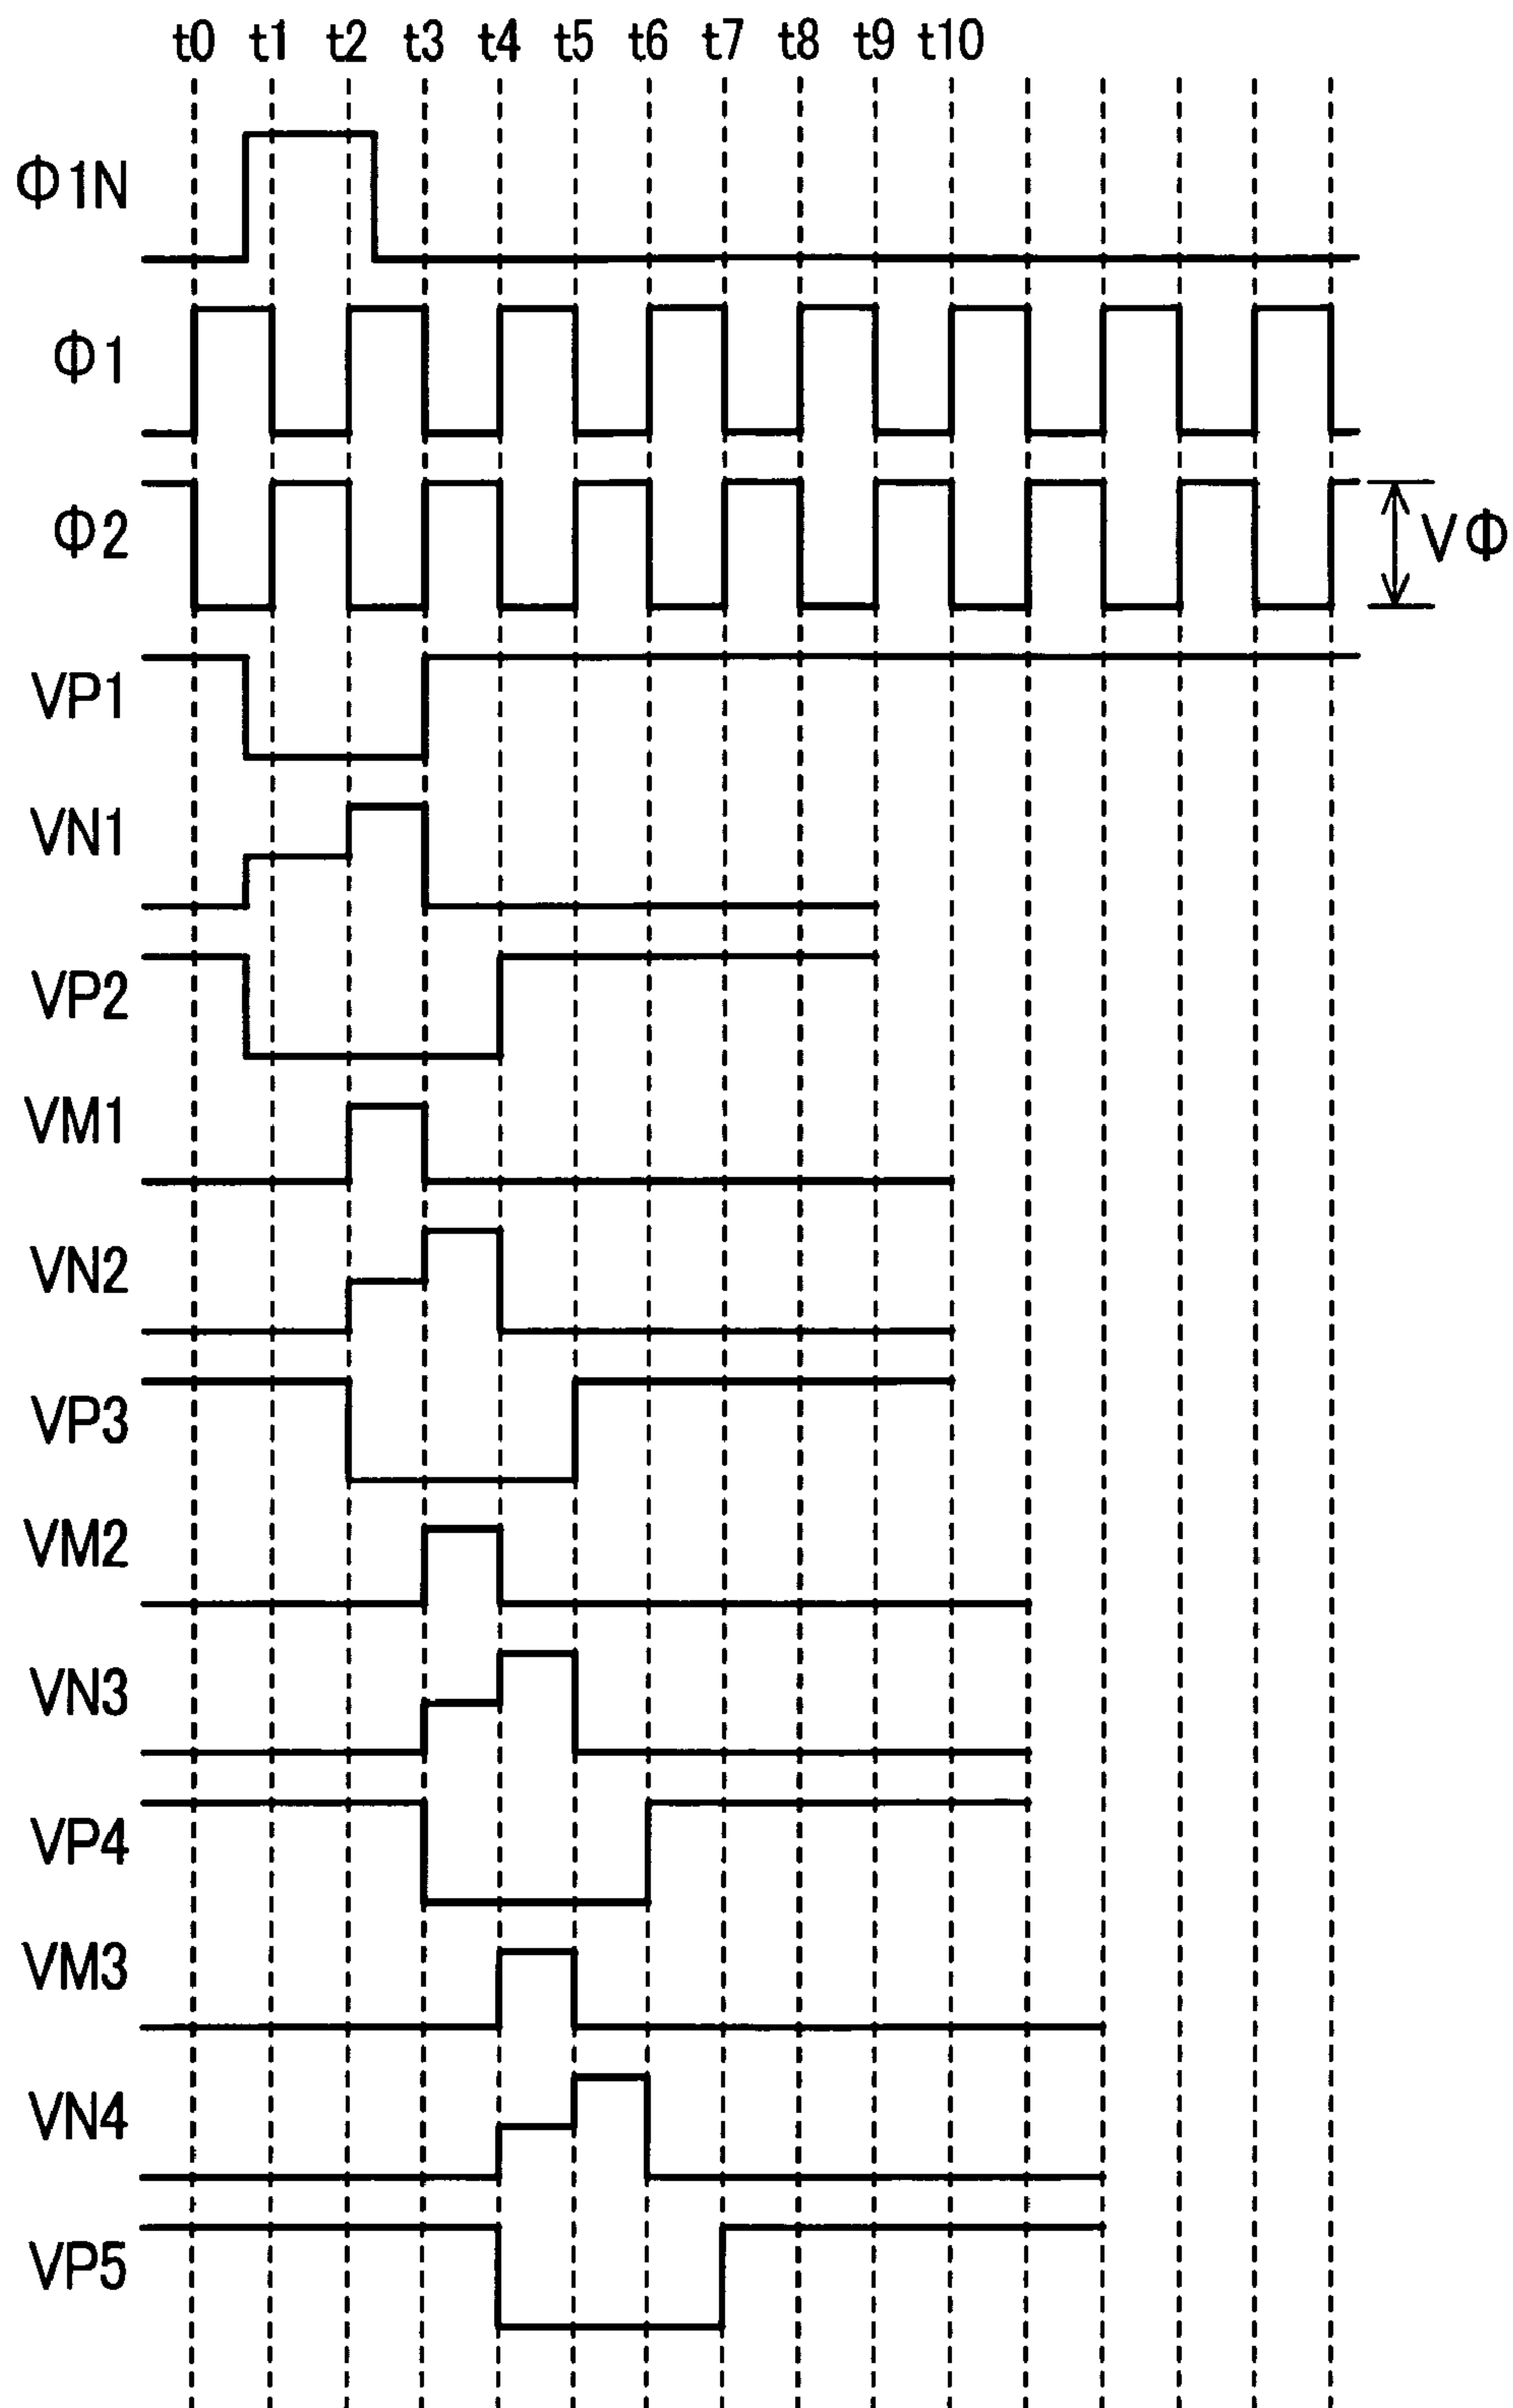 t0 t1 t2 t3 t4 t5 t6 t7 t8 t9 t10
Φ1N
Φ1
Φ2
VΦ
VP1
VN1
VP2
VM1
VN2
VP3
VM2
VN3
VP4
VM3
VN4
VP5